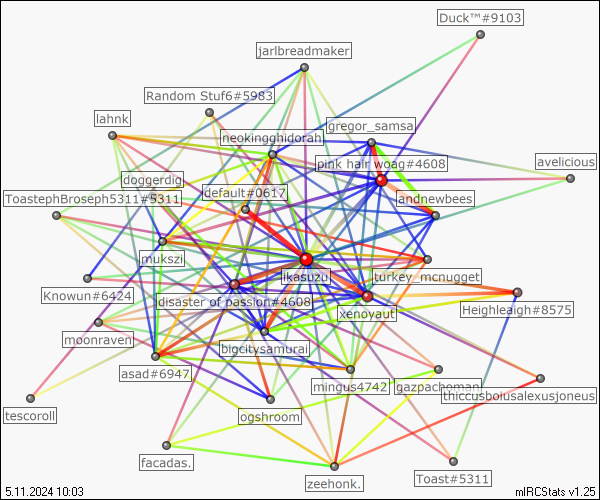 Duck™#9103
jarlbreadmaker
Random Stuf6#5983
lahnk
gregor_samsa
neokingghidorah
pink hair woag#4608
avelicious
doggerdig
default#0617
ToastephBroseph5311#5311
landnewbees
mukszi
ikasuzu
turkey_mcnugget
Knowun#6424
disaster of passion#4608
xenoyaut
Heighleaigh#8575
moonraven
bigcitysamurai
asad#6947
mingus4742
gazpachoman
thiccusboiusalexusjoneus
tescoroll
ogshroom
facadas.
zeehonk.
Toast#5311
5.11.2024 10:03
mIRCStats v1.25